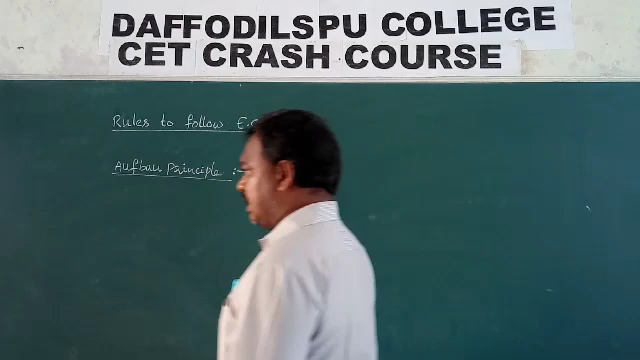 DAFFODILSPU COLLEGE
CET CRASH COURSE
Rules to follow E.C
Aufbau Principle :-